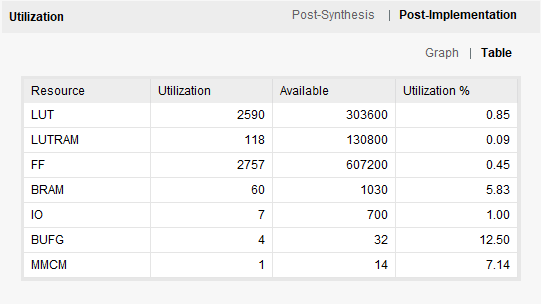 Utilization Post-Synthesis | Post-Implementation
Graph | Table
Resource Utilization Available Utilization %
LUT 2590 303600 0.85
LUTRAM 118 130800 0.09
FF 2757 607200 0.45
BRAM 60 1030 5.83
IO 7 700 1.00
BUFG 4 32 12.50
MMCM 1 14 7.14